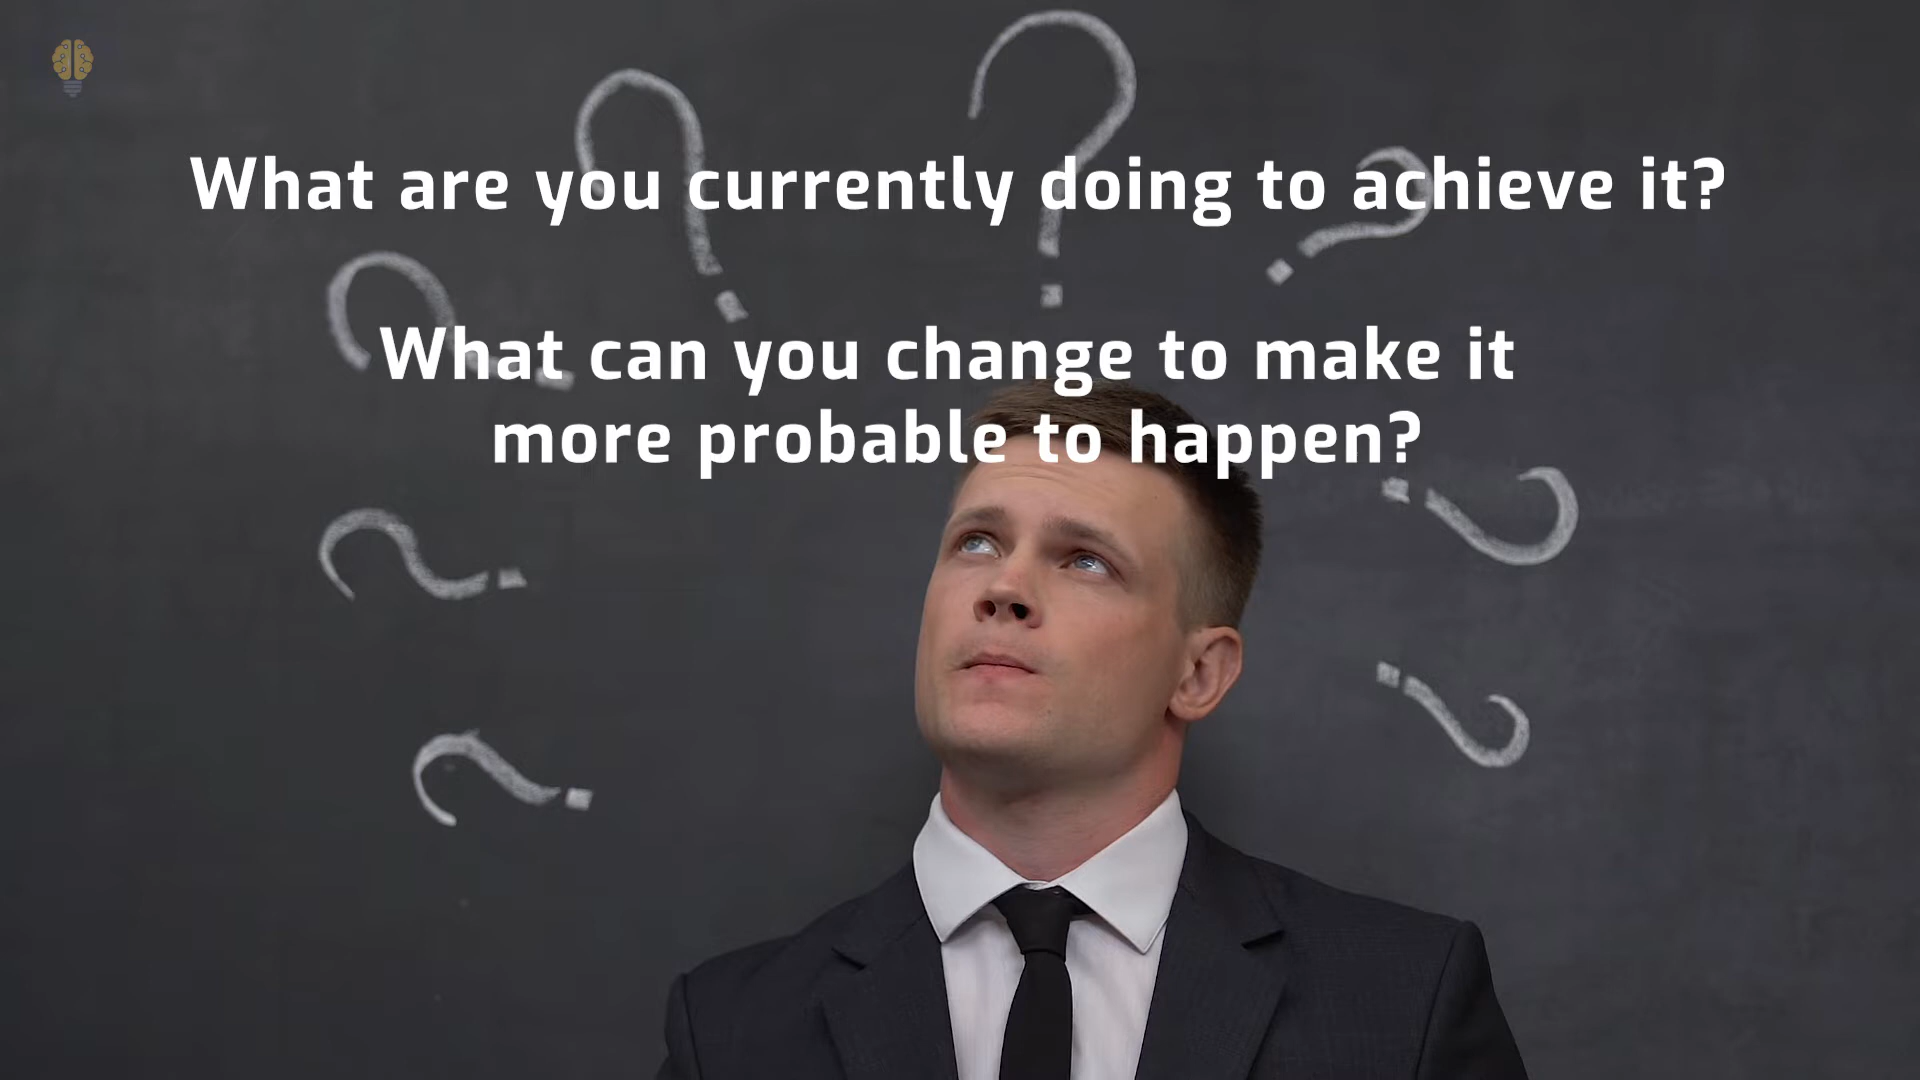 What are you currently doing to achieve it?
What can you change to make it
more probable to happen?